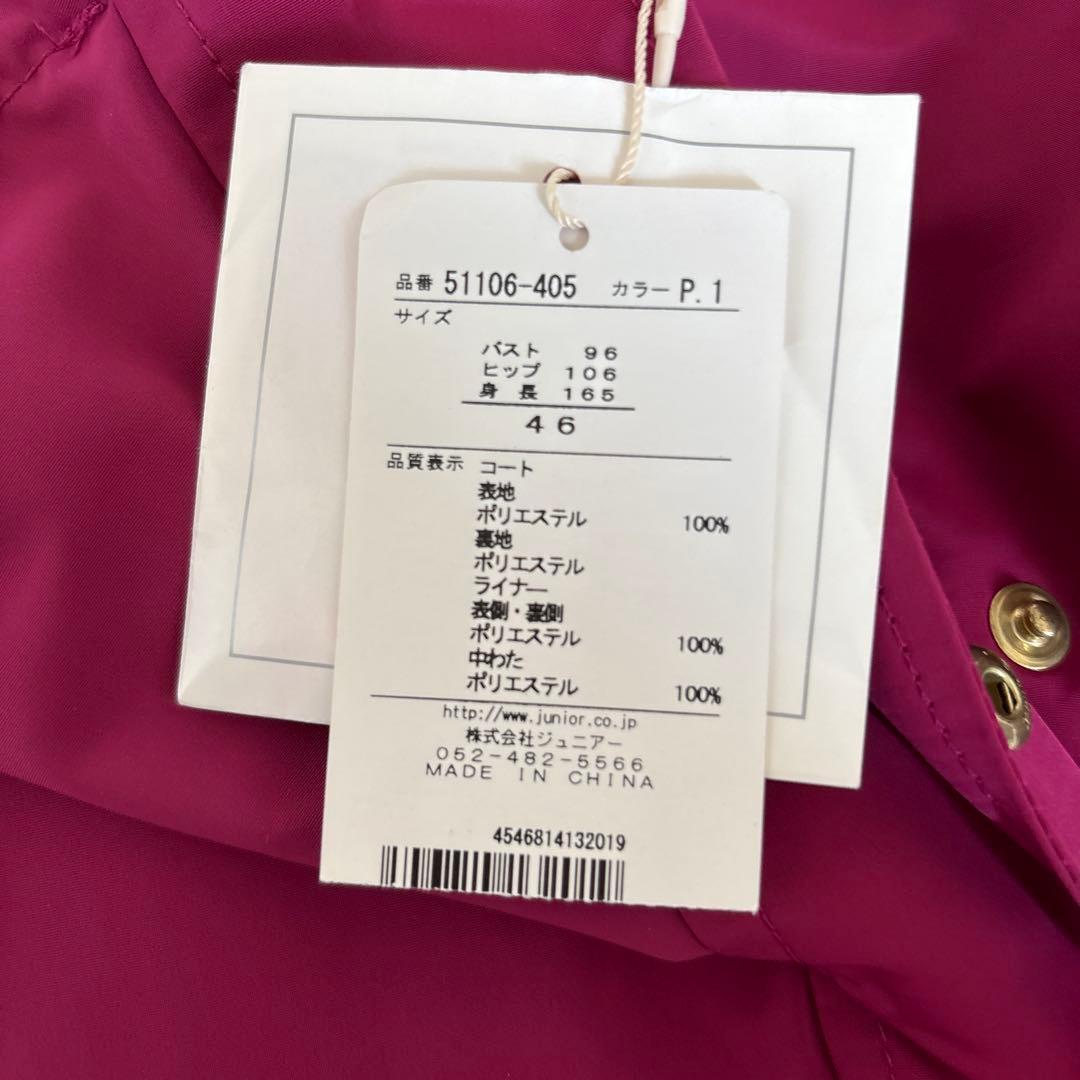 品番 51106-405 カラー P.1
サイズ
バスト 96
ヒップ 106
身長 165
46
品質表示 コート
表地
ポリエステル 100%
裏地
ポリエステル
ライナー
表側・裏側
ポリエステル 100%
中わた
ポリエステル 100%
http://www.junior.co.jp
株式会社ジュニアー
052-482-5566
MADE IN CHINA
4546814132019